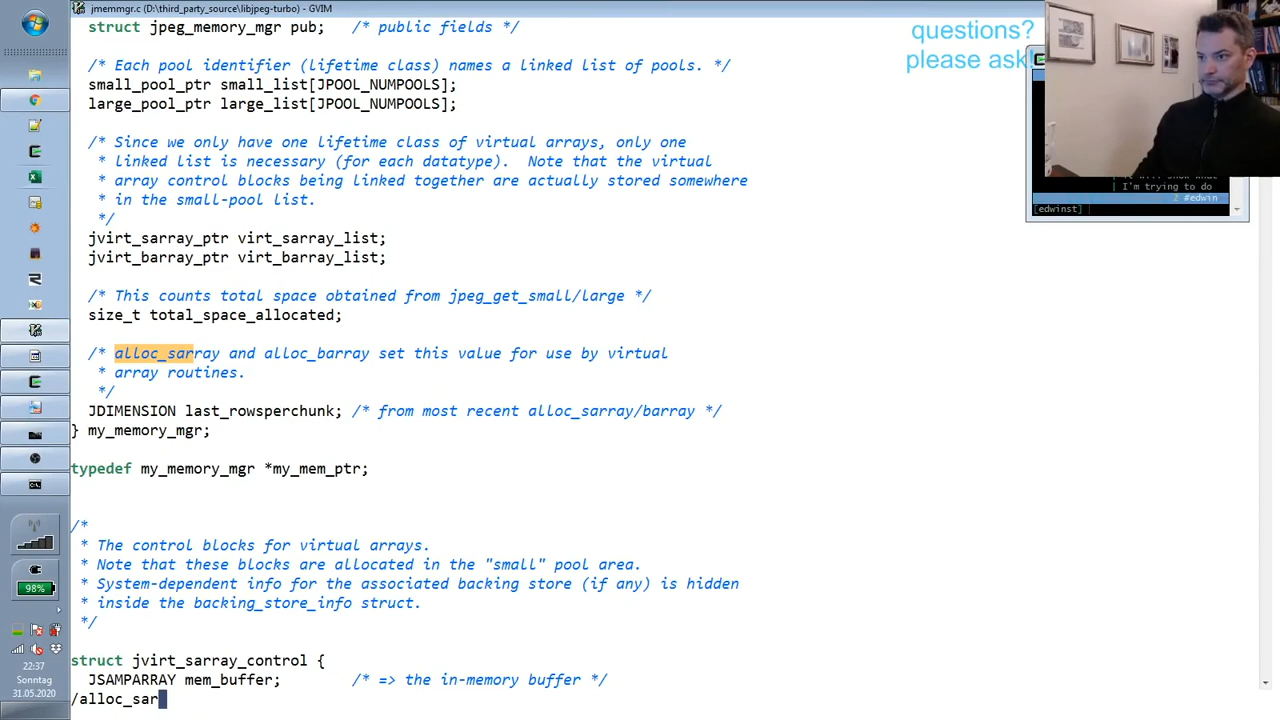 jmemmgr.c (D:\third_party_source\libjpeg-turbo) - GVIM
struct jpeg_memory_mgr pub;   /* public fields */
/* Each pool identifier (lifetime class) names a linked list of pools. */
small_pool_ptr small_list[JPOOL_NUMPOOLS];
large_pool_ptr large_list[JPOOL_NUMPOOLS];
/* Since we only have one lifetime class of virtual arrays, only one
* linked list is necessary (for each datatype).  Note that the virtual
* array control blocks being linked together are actually stored somewhere
* in the small-pool list.
*/
jvirt_sarray_ptr virt_sarray_list;
jvirt_barray_ptr virt_barray_list;
/* This counts total space obtained from jpeg_get_small/large */
size_t total_space_allocated;
/* alloc_sarray and alloc_barray set this value for use by virtual
* array routines.
*/
JDIMENSION last_rowsperchunk; /* from most recent alloc_sarray/barray */
} my_memory_mgr;
typedef my_memory_mgr *my_mem_ptr;
/*
* The control blocks for virtual arrays.
* Note that these blocks are allocated in the "small" pool area.
* System-dependent info for the associated backing store (if any) is hidden
* inside the backing_store_info struct.
*/
struct jvirt_sarray_control {
JSAMPARRAY mem_buffer;        /* => the in-memory buffer */
/alloc_sar
questions?
please ask!
| I'm trying to do
2 #edwin
[edwinst]
98%
22:37
Sonntag
31.05.2020